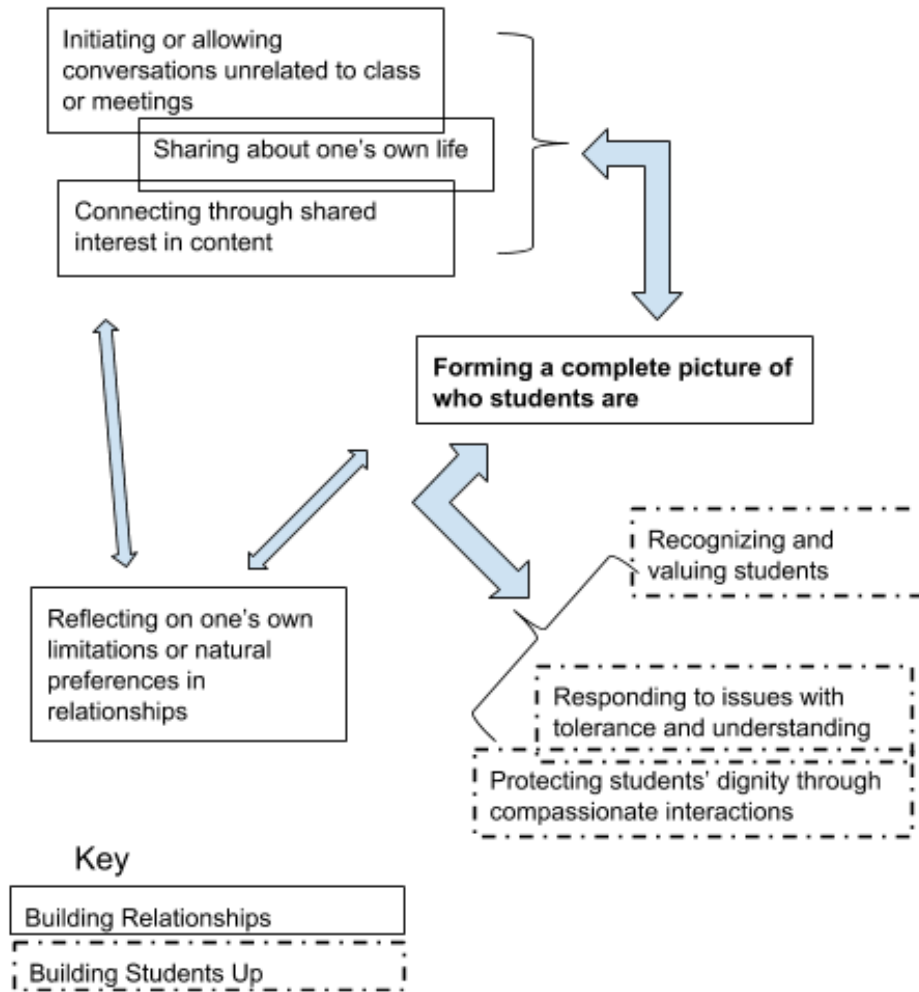 Initiating or allowing
conversations unrelated to class
or meetings
Sharing about one's own life
Connecting through shared
interest in content
Forming a complete picture of
who students are
Recognizing and
valuing students
Reflecting on one's own
limitations or natural
preferences in
relationships
Responding to issues with
tolerance and understanding
Protecting students' dignity through
compassionate interactions
Key
Building Relationships
Building Students Up